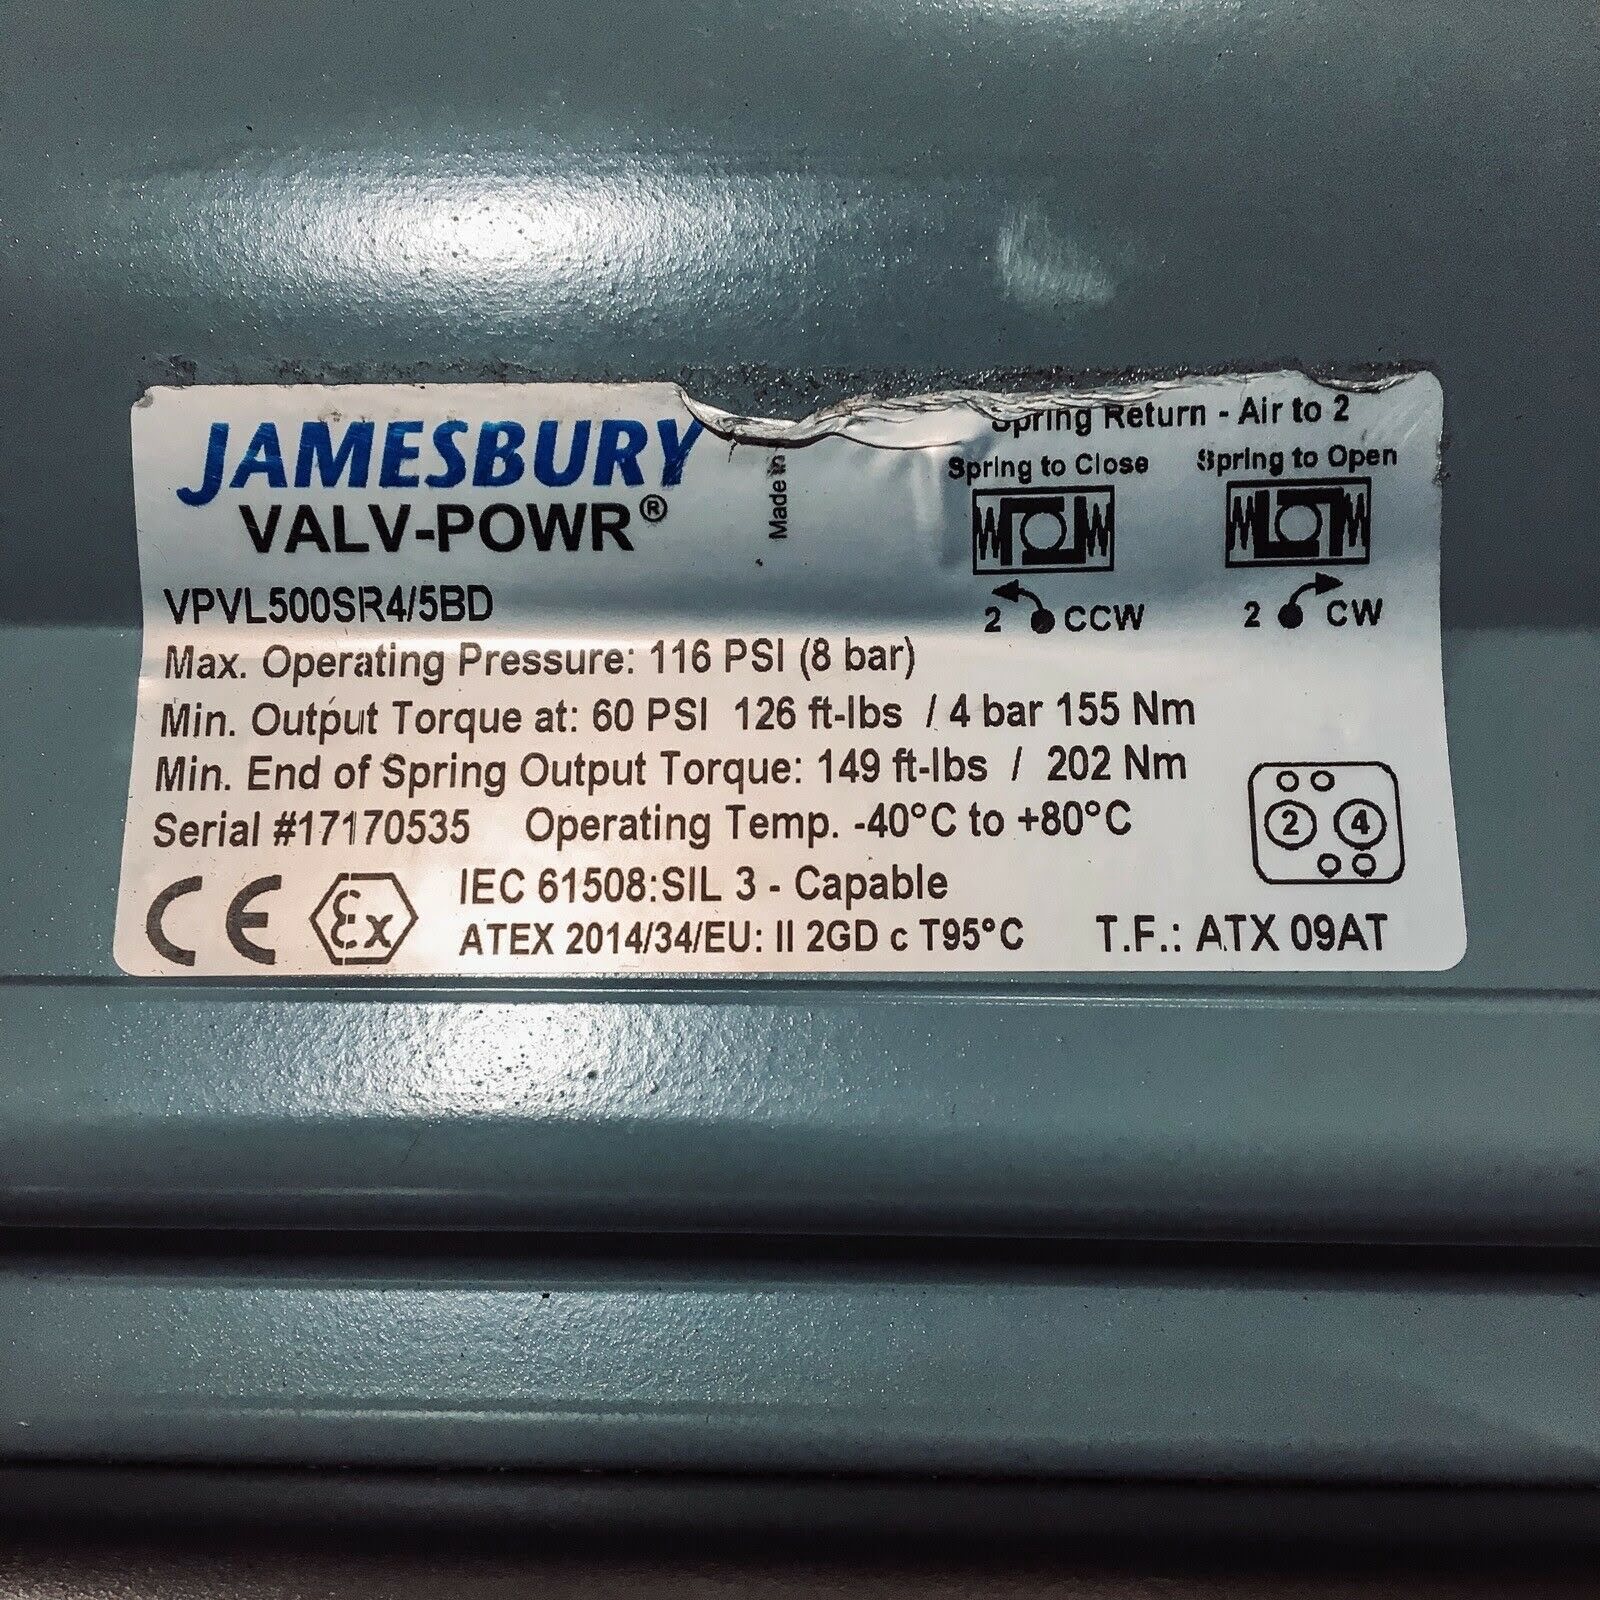 JAMESBURY
VALV-POWR®
Made in
Spring Return - Air to 2
Spring to Close
Spring to Open
2 CCW
2 CW
VPVL500SR4/5BD
Max. Operating Pressure: 116 PSI (8 bar)
Min. Output Torque at: 60 PSI 126 ft-lbs / 4 bar 155 Nm
Min. End of Spring Output Torque: 149 ft-lbs / 202 Nm
Serial #17170535 Operating Temp. -40°C to +80°C
2 4
CE Ex
IEC 61508:SIL 3 - Capable
ATEX 2014/34/EU: II 2GD c T95°C T.F.: ATX 09AT